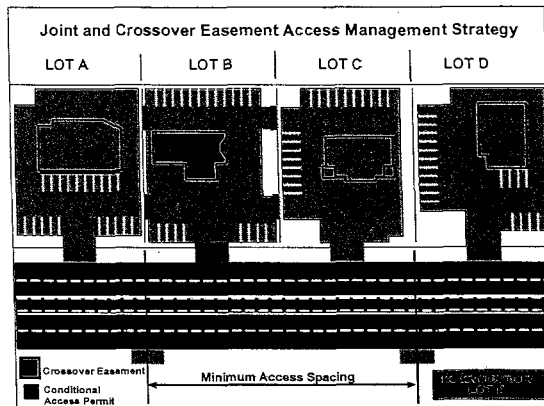 Joint and Crossover Easement Access Management Strategy
LOT A LOT B LOT C LOT D
Crossover Easement
Conditional
Access Permit
Minimum Access Spacing
LOT